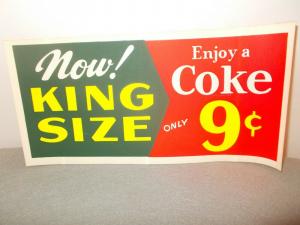 Now!
KING
SIZE
Enjoy a
Coke
ONLY 9¢